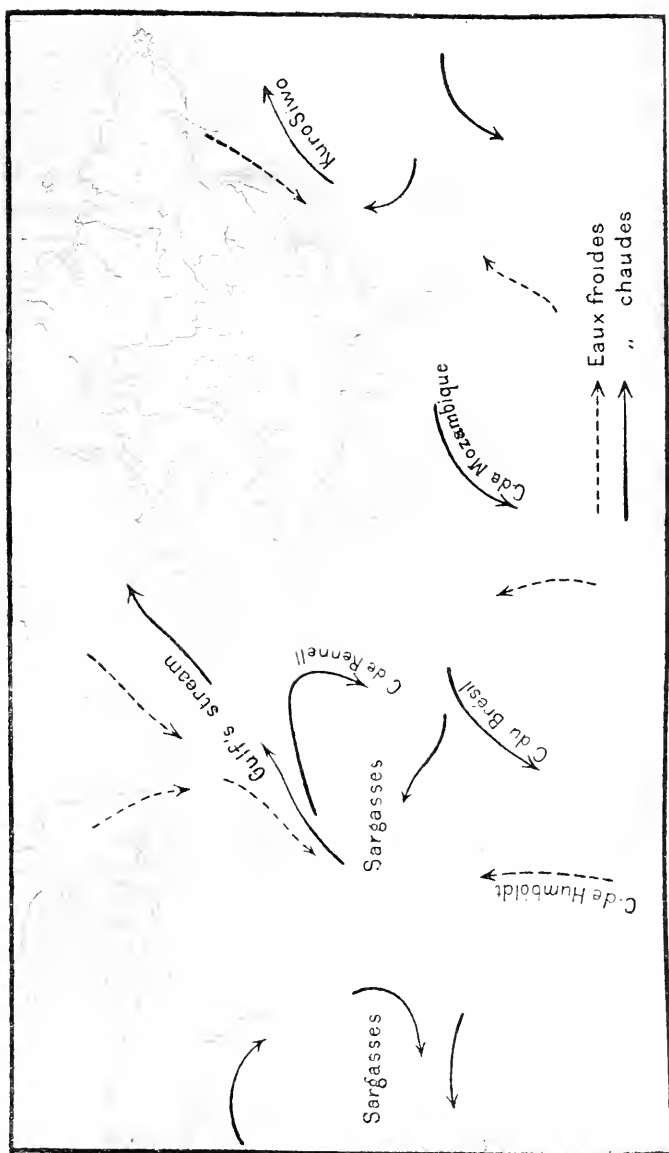 Kuro Siwo
Gulf's stream
C. de Rennell
Sargasses
Sargasses
C. de Mozambique
C. du Brésil
C. de Humboldt
Eaux froides
„ chaudes